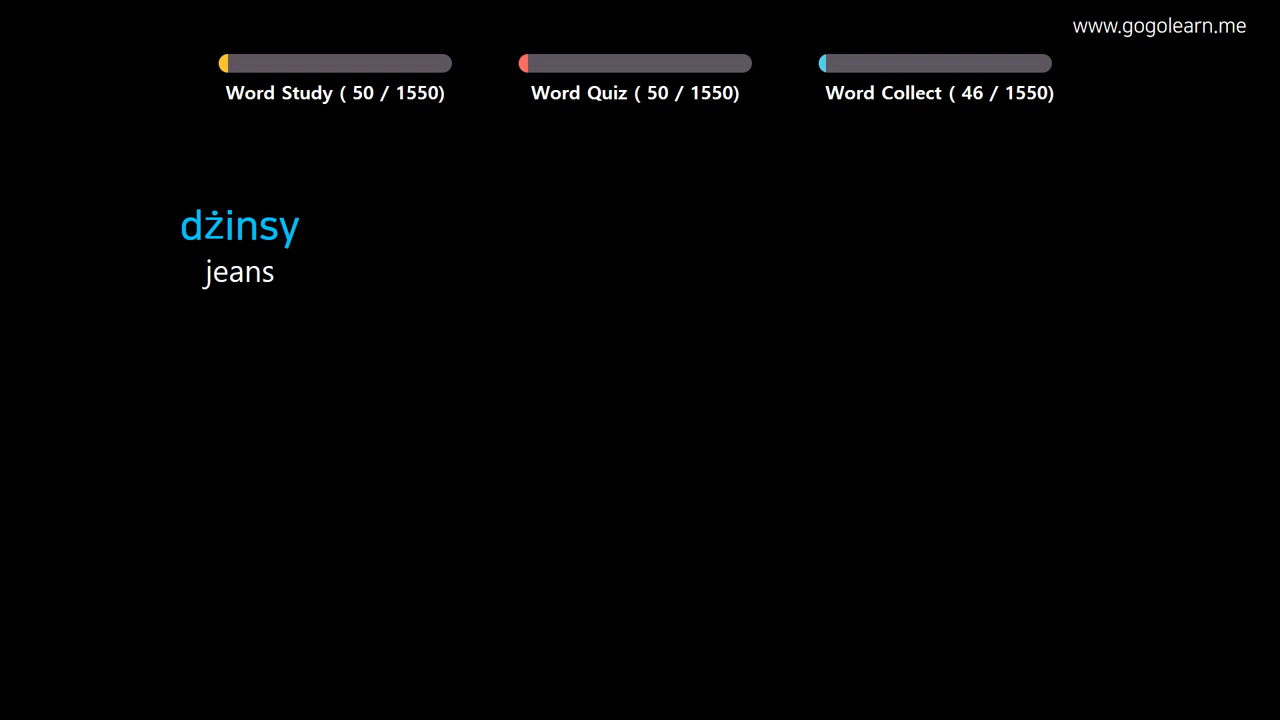 www.gogolearn.me
Word Study ( 50 / 1550)
Word Quiz ( 50 / 1550)
Word Collect ( 46 / 1550)
dżinsy
jeans